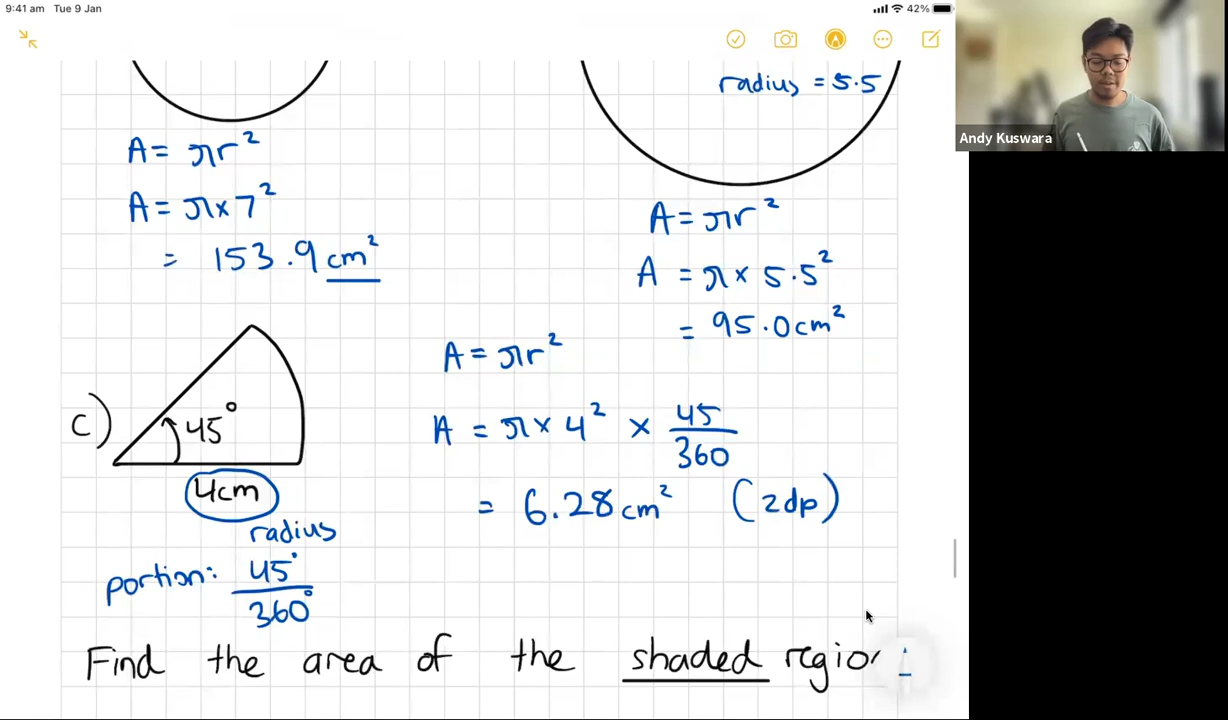 9:41 am Tue 9 Jan
42%
radius = 5.5
A = πr²
A = π × 7²
= 153.9 cm²
A = πr²
A = π × 5.5²
= 95.0 cm²
c)
45°
4cm
radius
portion: 45°/360°
A = πr²
A = π × 4² × 45/360
= 6.28 cm² (2dp)
Find the area of the shaded region
Andy Kuswara